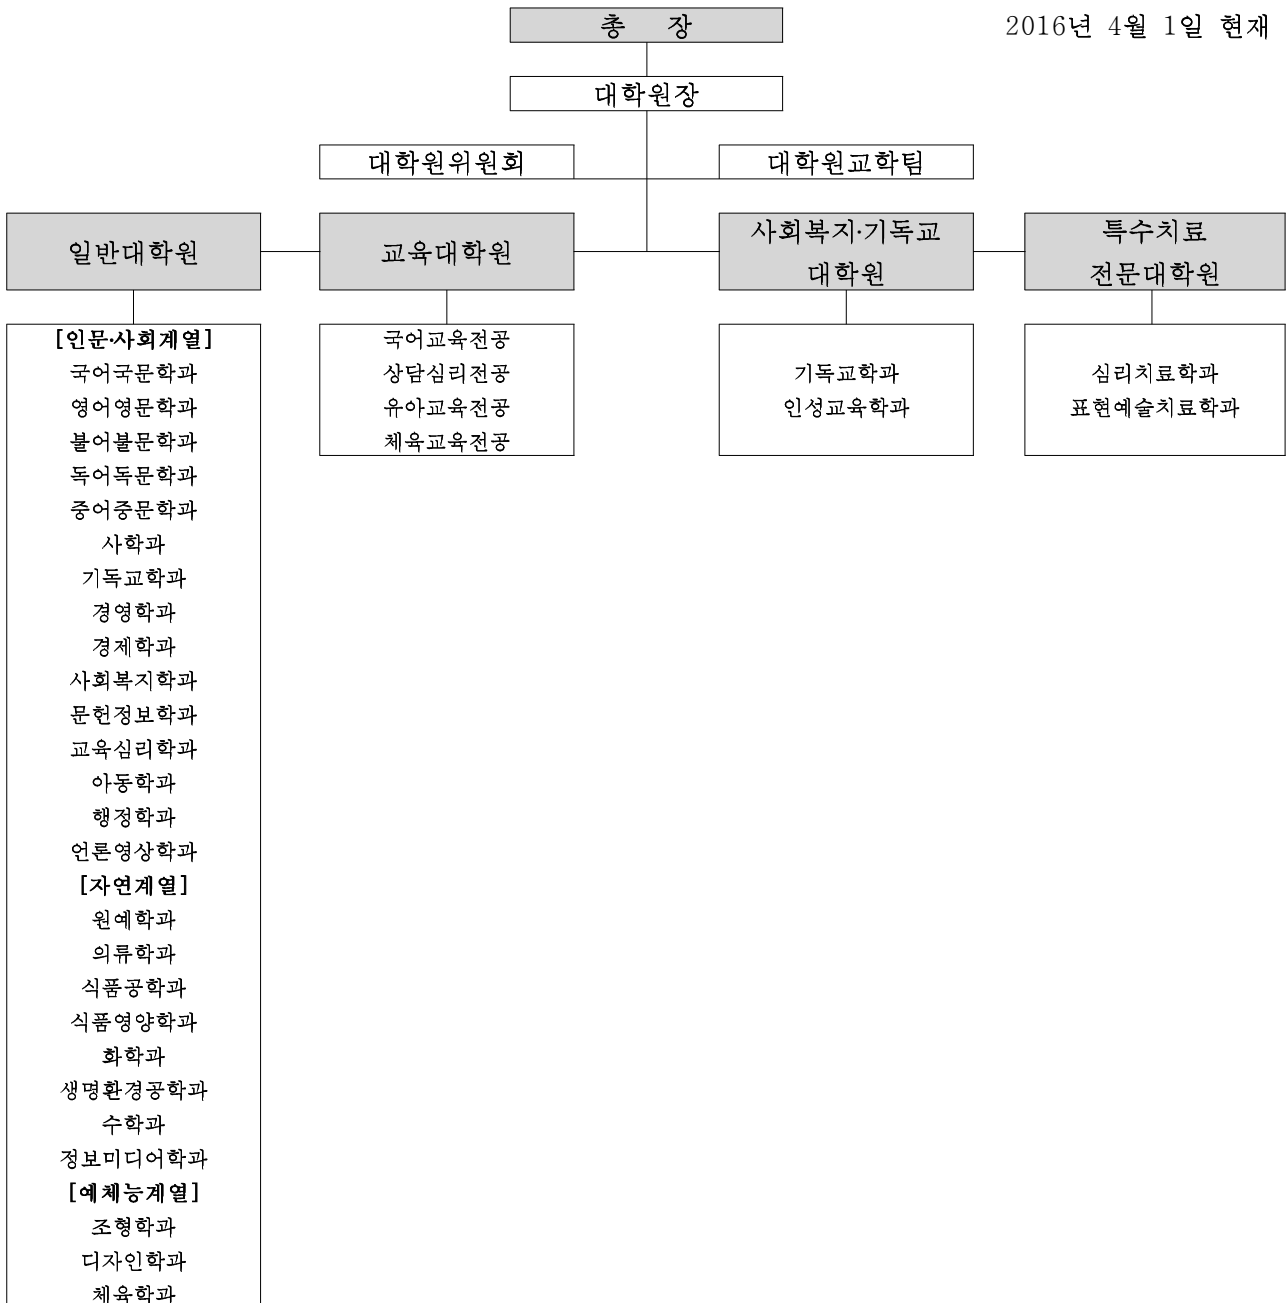 2016년 4월 1일 현재
총 장
대학원장
대학원위원회
대학원교학팀
일반대학원
교육대학원
사회복지·기독교
대학원
특수치료
전문대학원
[인문·사회계열]
국어국문학과
영어영문학과
불어불문학과
독어독문학과
중어중문학과
사학과
기독교학과
경영학과
경제학과
사회복지학과
문헌정보학과
교육심리학과
아동학과
행정학과
언론영상학과
[자연계열]
원예학과
의류학과
식품공학과
식품영양학과
화학과
생명환경공학과
수학과
정보미디어학과
[예체능계열]
조형학과
디자인학과
체육학과
국어교육전공
상담심리전공
유아교육전공
체육교육전공
기독교학과
인성교육학과
심리치료학과
표현예술치료학과